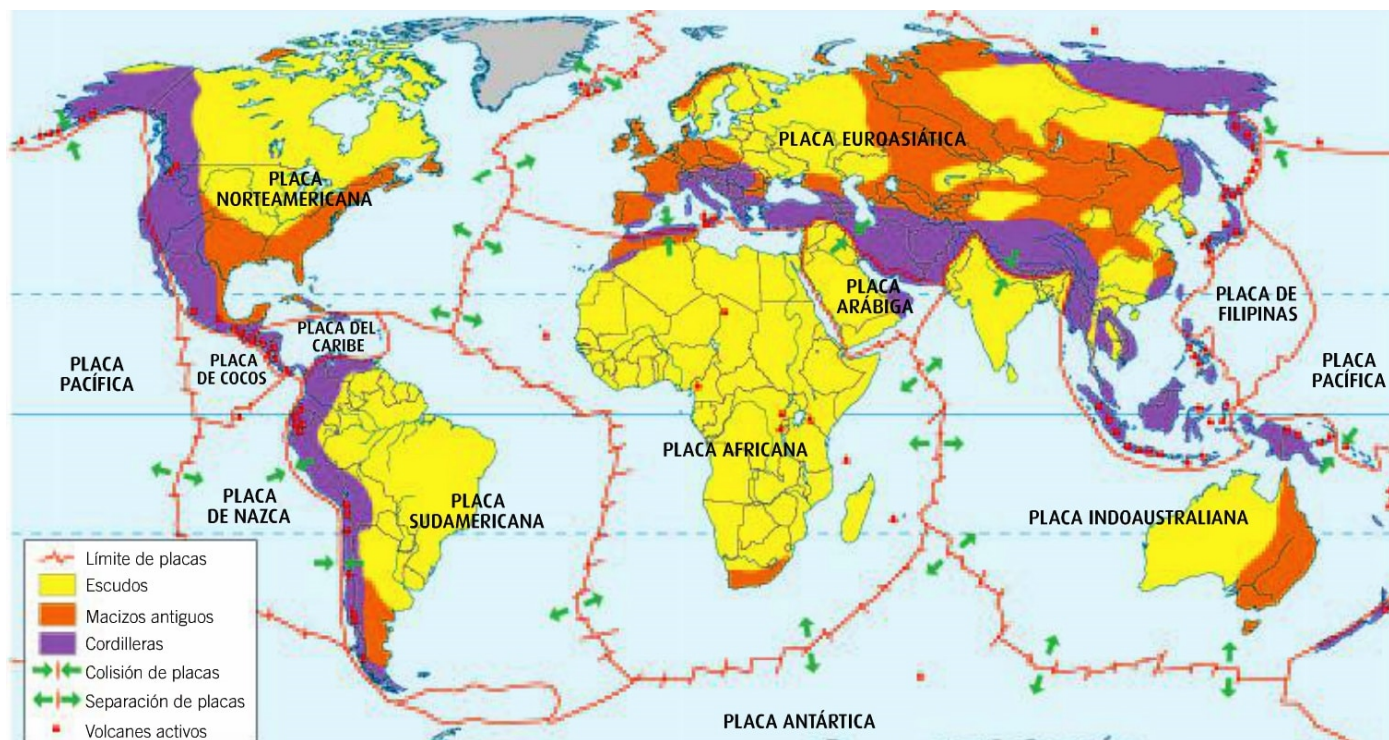 PLACA EUROASIÁTICA
PLACA
NORTEAMERICANA
PLACA
ARÁBIGA
PLACA DE
FILIPINAS
PLACA DEL
CARIBE
PLACA
PACÍFICA
PLACA
DE COCOS
PLACA
PACÍFICA
PLACA AFRICANA
PLACA
DE NAZCA
PLACA
SUDAMERICANA
PLACA INDOAUSTRALIANA
Límite de placas
Escudos
Macizos antiguos
Cordilleras
Colisión de placas
Separación de placas
Volcanes activos
PLACA ANTÁRTICA